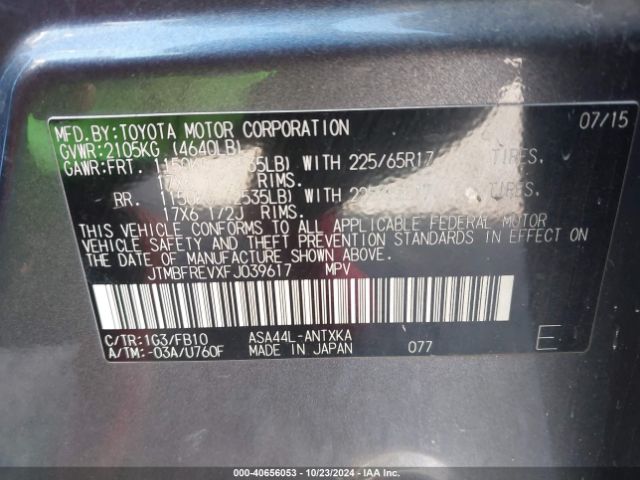 MFD.BY:TOYOTA MOTOR CORPORATION 07/15
GVWR:2105KG (4640LB)
GAWR:FRT. WITH 225/65R17 TIRES.
RIMS.
RR. WITH TIRES.
17X6 1/2J RIMS.
THIS VEHICLE CONFORMS TO ALL APPLICABLE FEDERAL MOTOR
VEHICLE SAFETY AND THEFT PREVENTION STANDARDS IN EFFECT ON
THE DATE OF MANUFACTURE SHOWN ABOVE.
JTMBFREVXFJ039617 MPV
C/TR:1G3/FB10 ASA44L-ANTXKA
A/TM:-03A/U760F MADE IN JAPAN 077 E
000-40656053 - 10/23/2024 - IAA Inc.